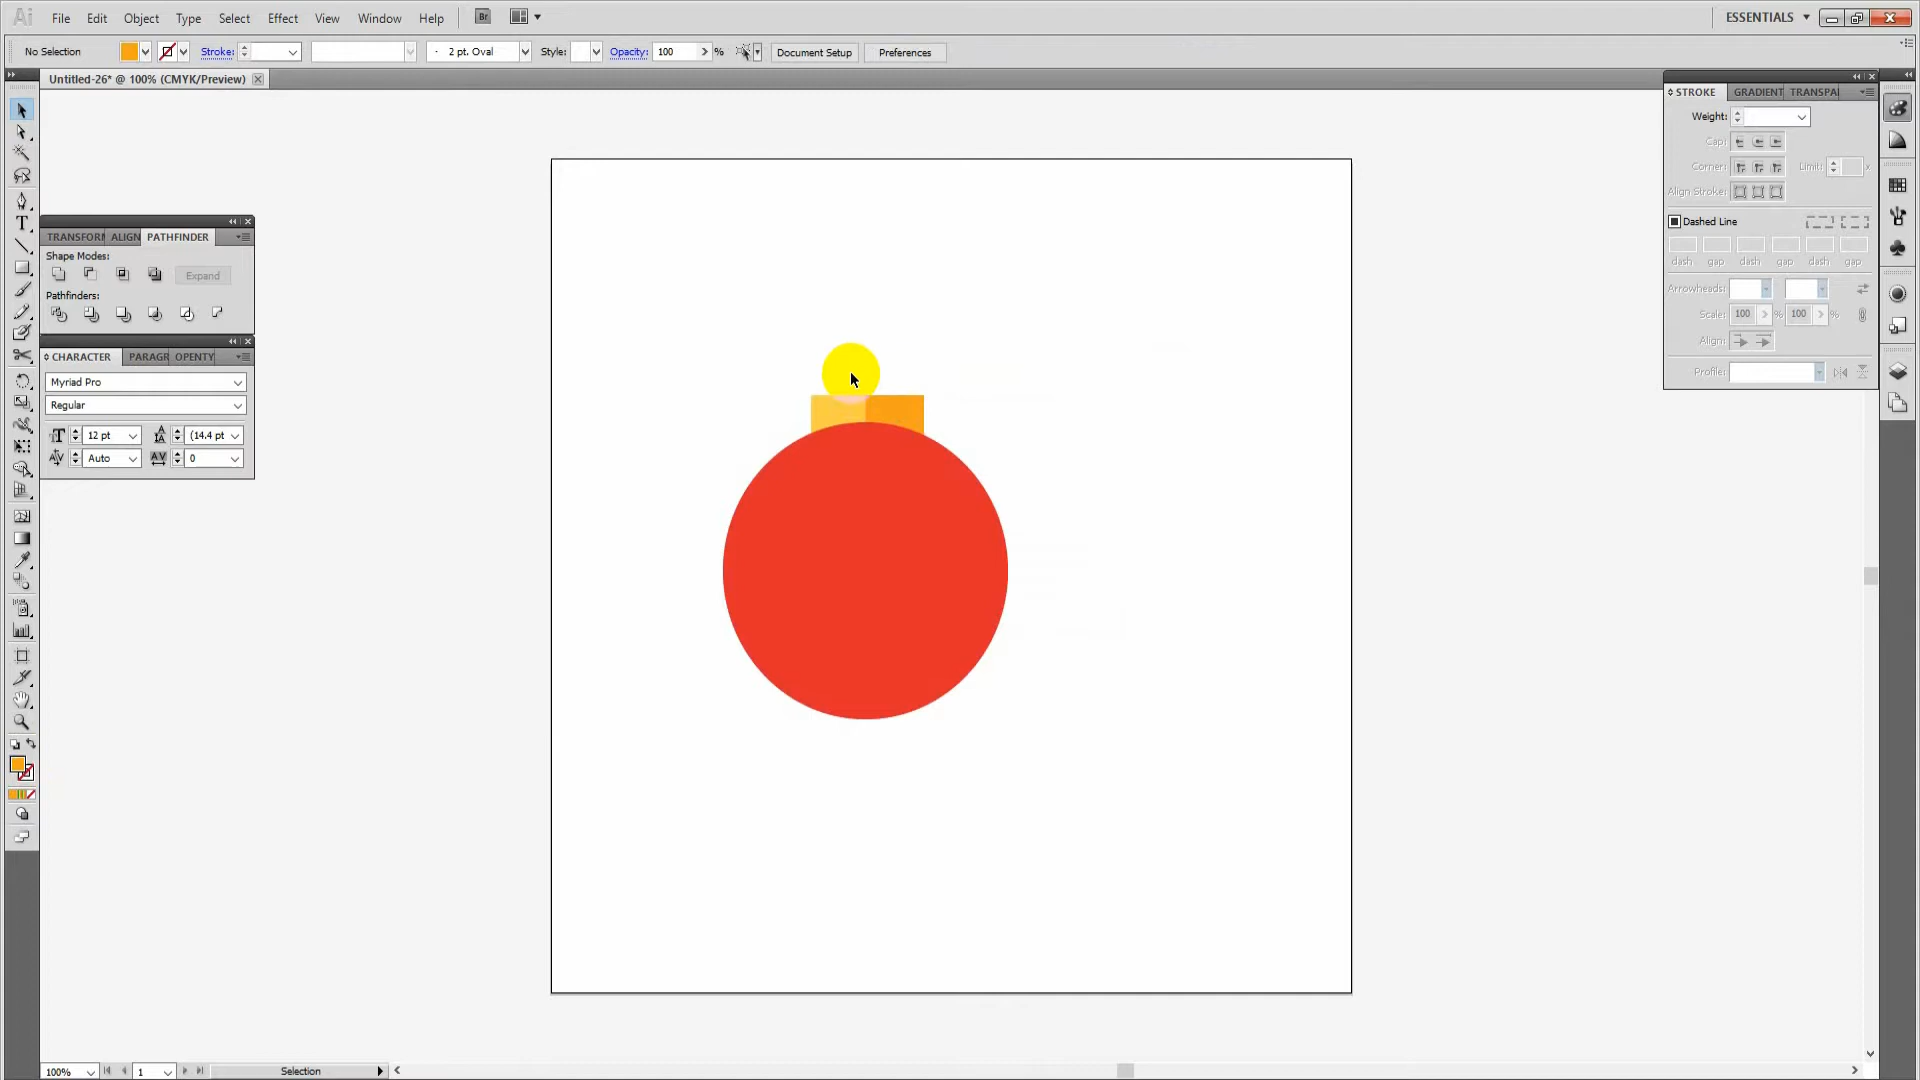 Ai File Edit Object Type Select Effect View Window Help Br ESSENTIALS
No Selection Stroke: 2 pt. Oval Style: Opacity: 100 % Document Setup Preferences
Untitled-26* @ 100% (CMYK/Preview)
STROKE GRADIENT TRANSPA
Weight:
Cap:
Corner: Limit: x
Align Stroke:
Dashed Line
dash gap dash gap dash gap
Arrowheads:
Scale: 100 % 100 %
Align:
Profile:
TRANSFORM ALIGN PATHFINDER
Shape Modes:
Expand
Pathfinders:
CHARACTER PARAGR OPENTY
Myriad Pro
Regular
12 pt (14.4 pt
Auto 0
100% 1 Selection